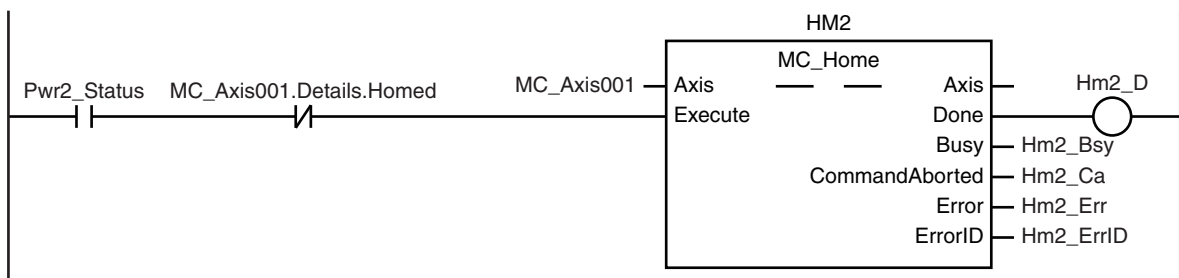 HM2
MC_Home
Pwr2_Status MC_Axis001.Details.Homed MC_Axis001 Axis Axis Hm2_D
Execute Done
Busy Hm2_Bsy
CommandAborted Hm2_Ca
Error Hm2_Err
ErrorID Hm2_ErrID